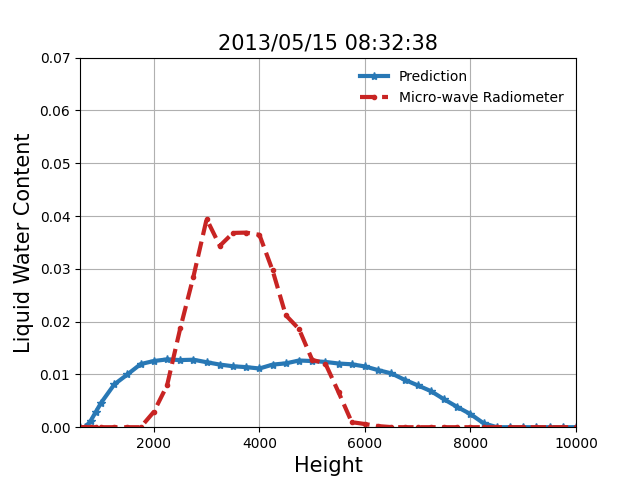 2013/05/15 08:32:38
0.07
0.06
0.05
0.04
0.03
0.02
0.01
0.00
Liquid Water Content
Prediction
Micro-wave Radiometer
2000 4000 6000 8000 10000
Height